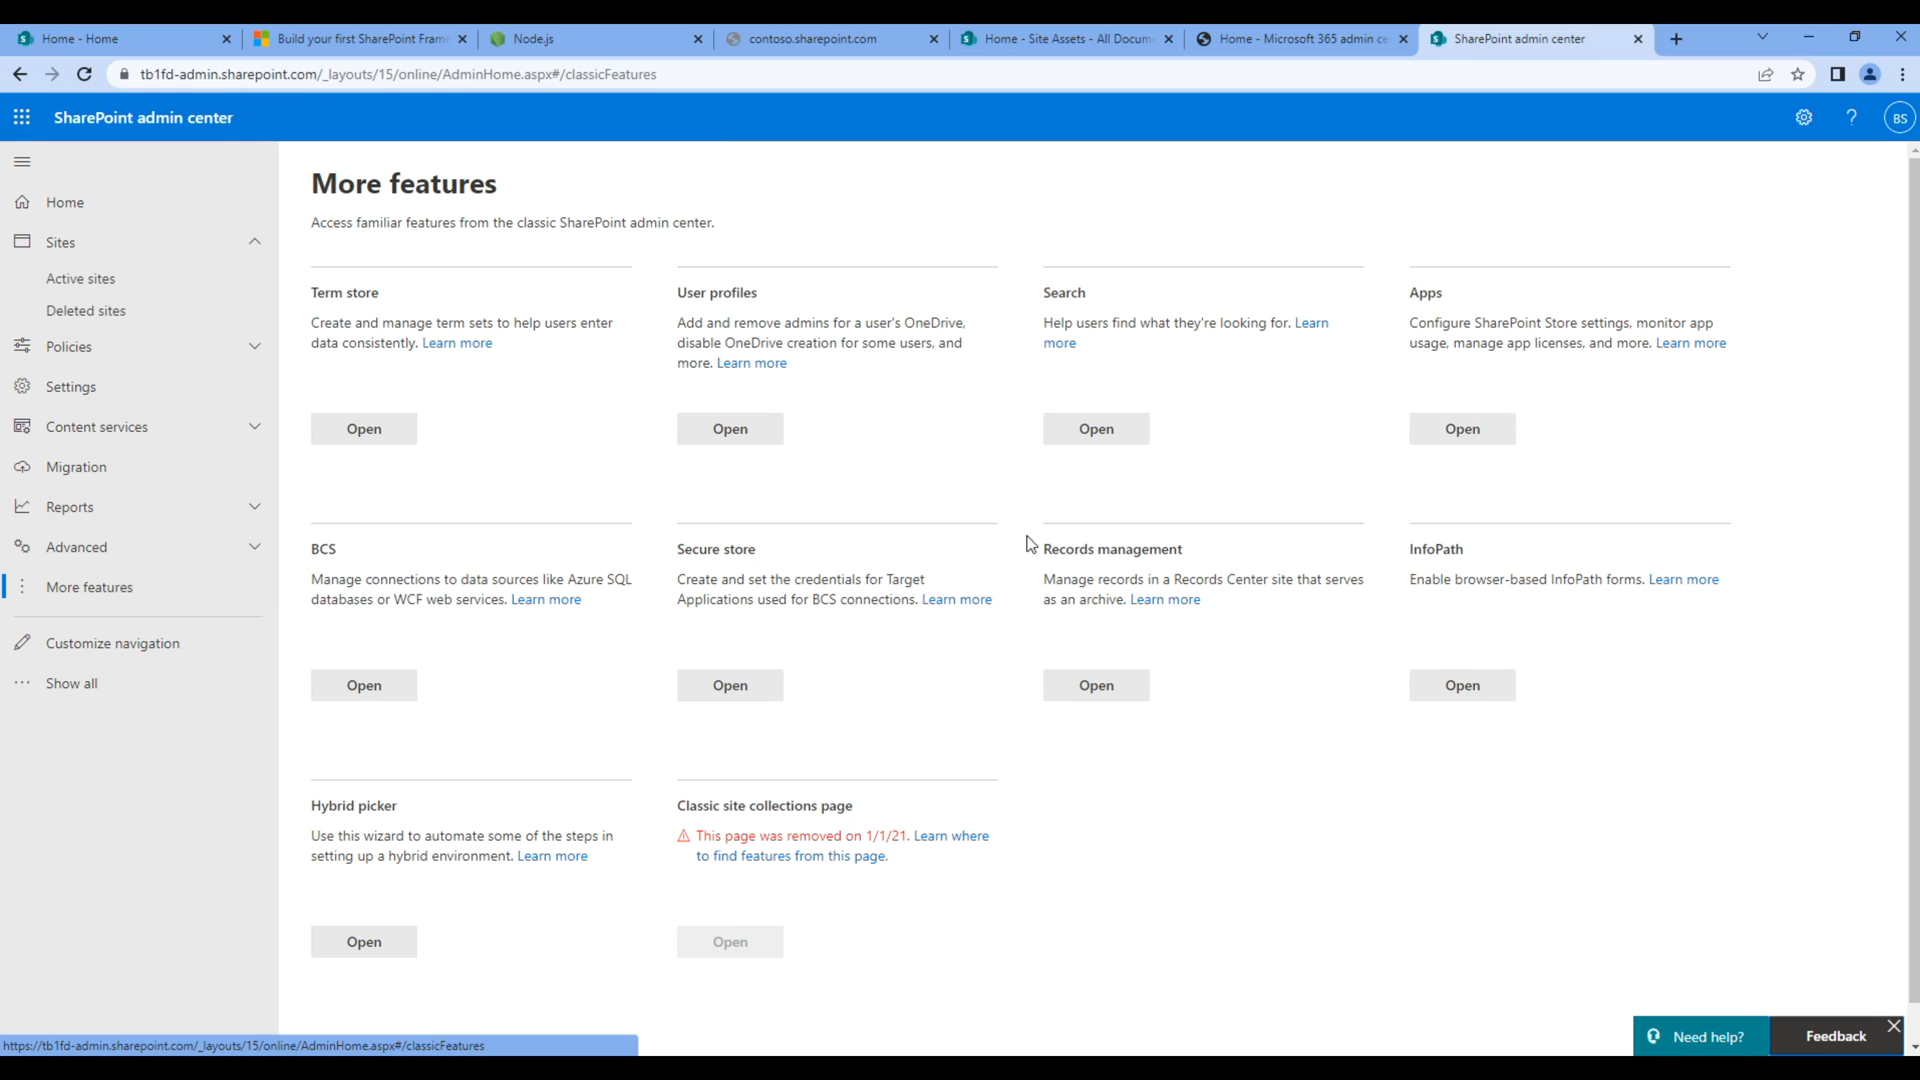 Home - Home
Build your first SharePoint Fram
Node.js
contoso.sharepoint.com
Home - Site Assets - All Docum
Home - Microsoft 365 admin ce
SharePoint admin center
tb1fd-admin.sharepoint.com/_layouts/15/online/AdminHome.aspx#/classicFeatures
SharePoint admin center
BS
Home
Sites
Active sites
Deleted sites
Policies
Settings
Content services
Migration
Reports
Advanced
More features
Customize navigation
Show all
More features
Access familiar features from the classic SharePoint admin center.
Term store
Create and manage term sets to help users enter
data consistently. Learn more
Open
User profiles
Add and remove admins for a user's OneDrive,
disable OneDrive creation for some users, and
more. Learn more
Open
Search
Help users find what they're looking for. Learn
more
Open
Apps
Configure SharePoint Store settings, monitor app
usage, manage app licenses, and more. Learn more
Open
BCS
Manage connections to data sources like Azure SQL
databases or WCF web services. Learn more
Open
Secure store
Create and set the credentials for Target
Applications used for BCS connections. Learn more
Open
Records management
Manage records in a Records Center site that serves
as an archive. Learn more
Open
InfoPath
Enable browser-based InfoPath forms. Learn more
Open
Hybrid picker
Use this wizard to automate some of the steps in
setting up a hybrid environment. Learn more
Open
Classic site collections page
This page was removed on 1/1/21. Learn where
to find features from this page.
Open
Need help?
Feedback
https://tb1fd-admin.sharepoint.com/_layouts/15/online/AdminHome.aspx#/classicFeatures